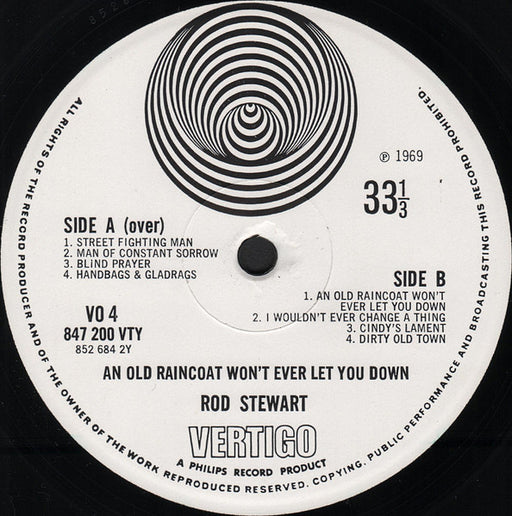 ℗ 1969
33 1/3
SIDE A (over)
1. STREET FIGHTING MAN
2. MAN OF CONSTANT SORROW
3. BLIND PRAYER
4. HANDBAGS & GLADRAGS
SIDE B
1. AN OLD RAINCOAT WON'T
EVER LET YOU DOWN
2. I WOULDN'T EVER CHANGE A THING
3. CINDY'S LAMENT
4. DIRTY OLD TOWN
VO 4
847 200 VTY
852 684 2Y
AN OLD RAINCOAT WON'T EVER LET YOU DOWN
ROD STEWART
VERTIGO
A PHILIPS RECORD PRODUCT
ALL RIGHTS OF THE RECORD PRODUCER AND OF THE OWNER OF THE WORK REPRODUCED RESERVED. COPYING, PUBLIC PERFORMANCE AND BROADCASTING THIS RECORD PROHIBITED.